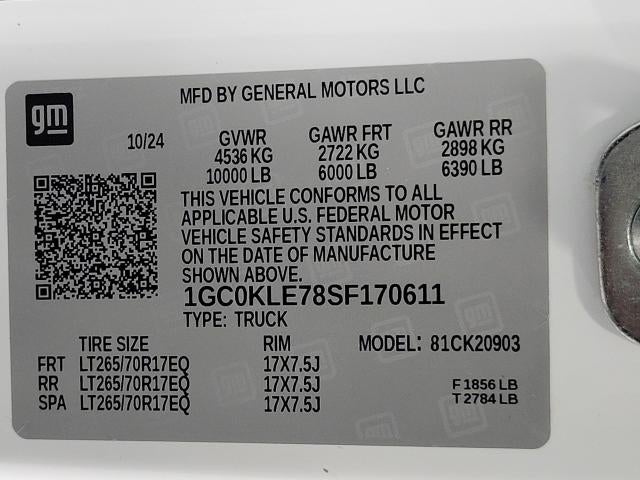 gm
MFD BY GENERAL MOTORS LLC
10/24
GVWR GAWR FRT GAWR RR
4536 KG 2722 KG 2898 KG
10000 LB 6000 LB 6390 LB
THIS VEHICLE CONFORMS TO ALL
APPLICABLE U.S. FEDERAL MOTOR
VEHICLE SAFETY STANDARDS IN EFFECT
ON THE DATE OF MANUFACTURE
SHOWN ABOVE.
1GC0KLE78SF170611
TYPE: TRUCK
TIRE SIZE RIM MODEL: 81CK20903
FRT LT265/70R17EQ 17X7.5J
RR LT265/70R17EQ 17X7.5J F 1856 LB
SPA LT265/70R17EQ 17X7.5J T 2784 LB